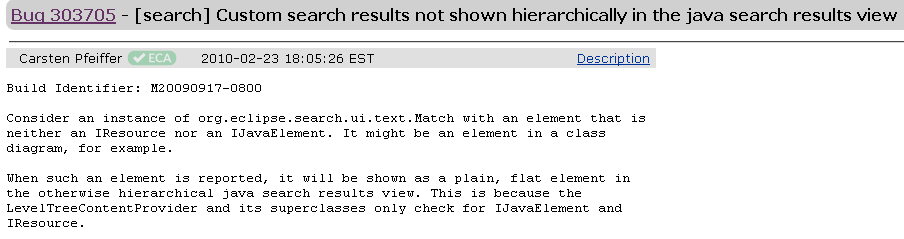 Bug 303705 - [search] Custom search results not shown hierarchically in the java search results view
Carsten Pfeiffer ECA 2010-02-23 18:05:26 EST Description
Build Identifier: M20090917-0800
Consider an instance of org.eclipse.search.ui.text.Match with an element that is
neither an IResource nor an IJavaElement. It might be an element in a class
diagram, for example.
When such an element is reported, it will be shown as a plain, flat element in
the otherwise hierarchical java search results view. This is because the
LevelTreeContentProvider and its superclasses only check for IJavaElement and
IResource.